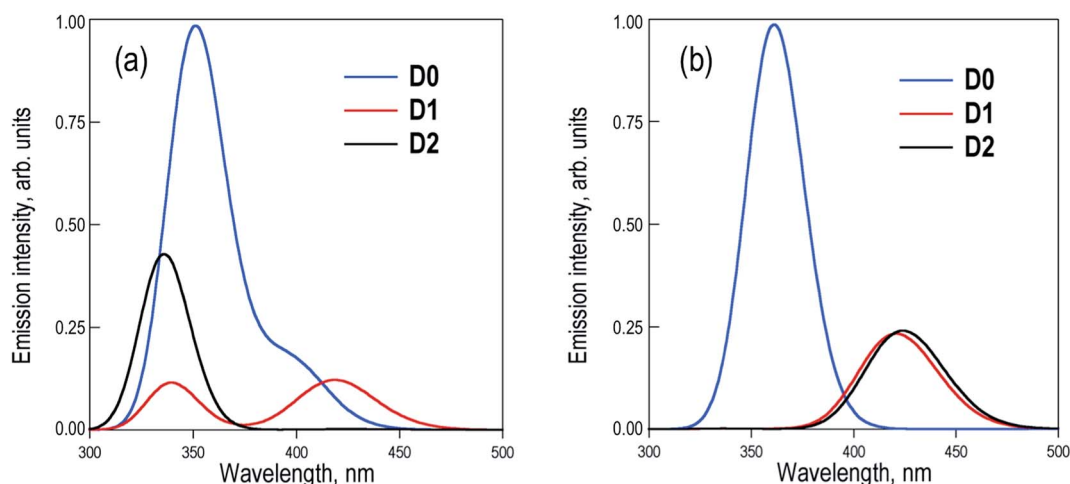 (a)
D0
D1
D2
Emission intensity, arb. units
1.00
0.75
0.50
0.25
0.00
300
350
400
450
500
Wavelength, nm
(b)
D0
D1
D2
Emission intensity, arb. units
1.00
0.75
0.50
0.25
0.00
300
350
400
450
500
Wavelength, nm